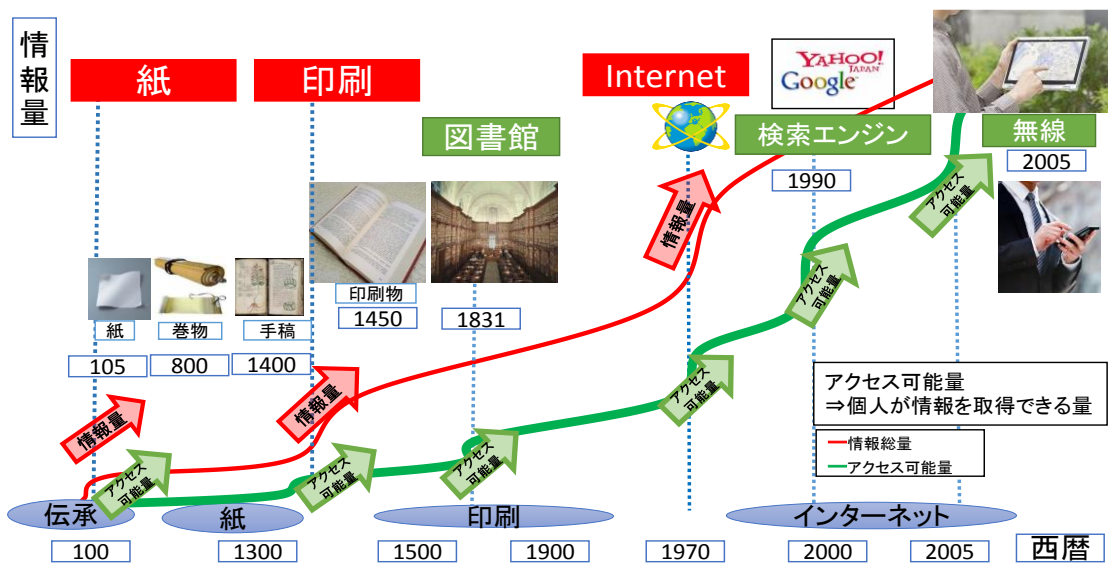 情報量
紙
印刷
Internet
YAHOO!
JAPAN
Google
図書館
検索エンジン
無線
2005
1990
アクセス
可能量
情報量
アクセス
可能量
紙
巻物
手稿
印刷物
1450
1831
105
800
1400
アクセス
可能量
情報量
情報量
アクセス可能量
⇒個人が情報を取得できる量
情報総量
アクセス可能量
アクセス
可能量
アクセス
可能量
アクセス
可能量
伝承
紙
印刷
インターネット
100
1300
1500
1900
1970
2000
2005
西暦